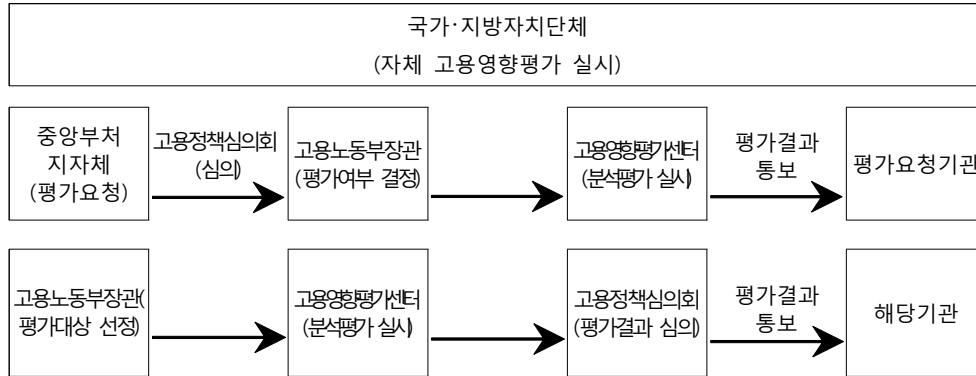 국가·지방자치단체
(자체 고용영향평가 실시)
중앙부처
지자체
(평가요청)
고용정책심의회
(심의)
고용노동부장관
(평가여부 결정)
고용영향평가센터
(분석평가 실시)
평가결과
통보
평가요청기관
고용노동부장관(
평가대상 선정)
고용영향평가센터
(분석평가 실시)
고용정책심의회
(평가결과 심의)
평가결과
통보
해당기관